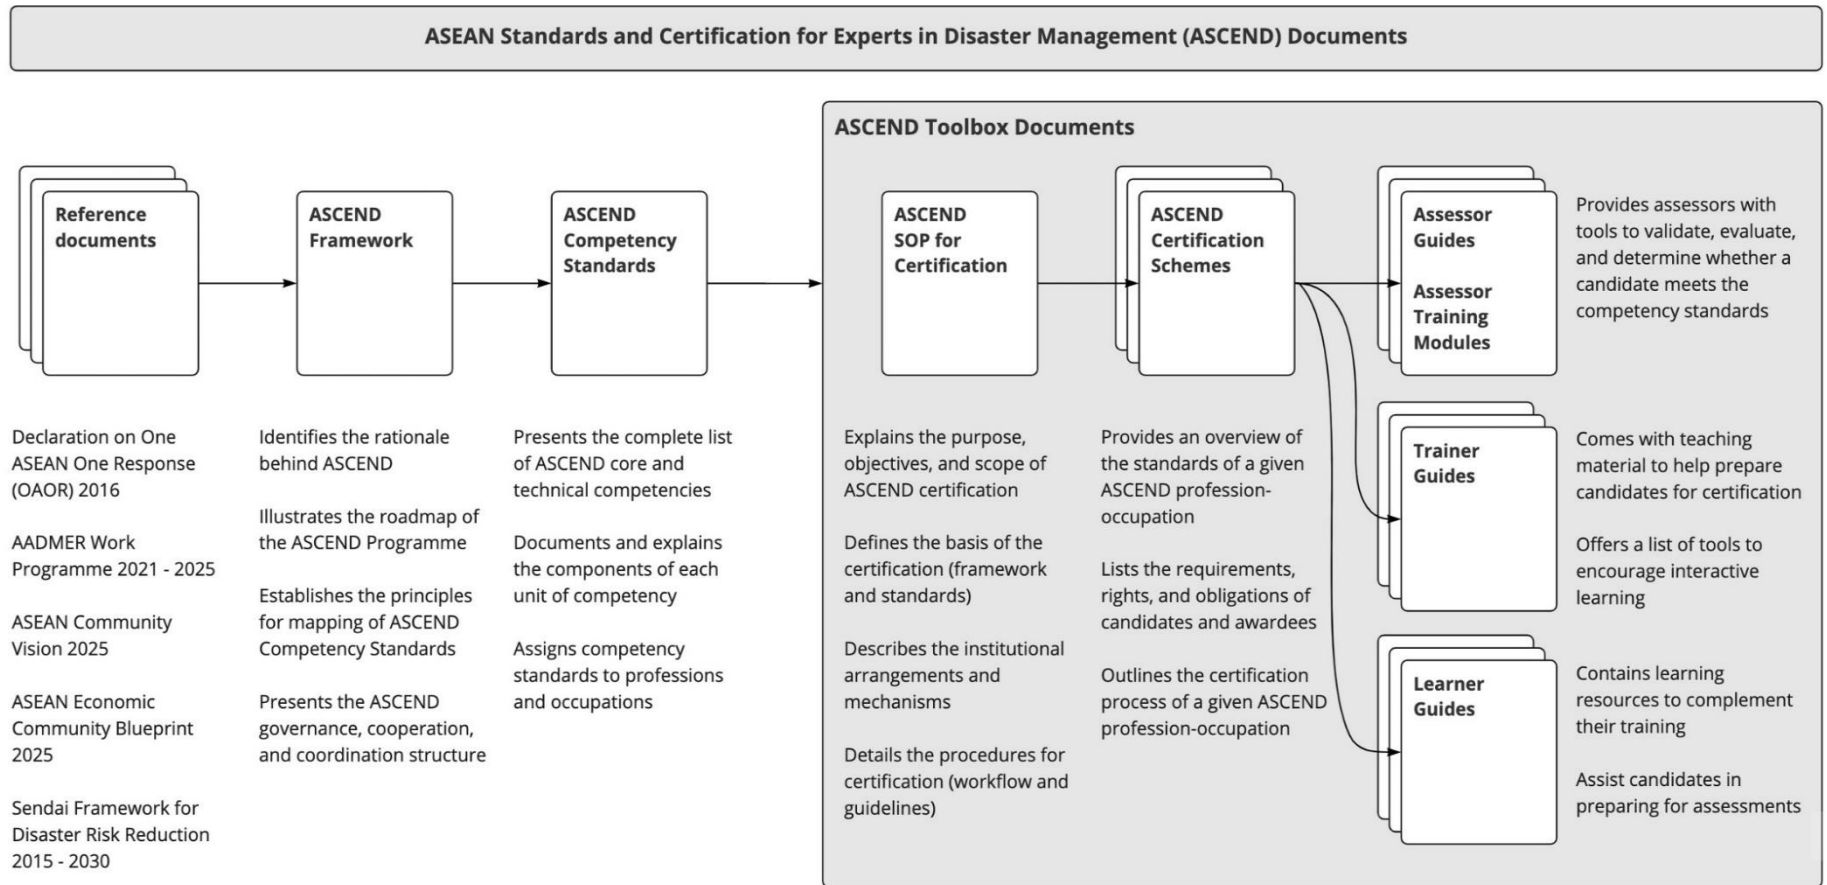 ASEAN Standards and Certification for Experts in Disaster Management (ASCEND) Documents
ASCEND Toolbox Documents
Reference
documents
ASCEND
Framework
ASCEND
Competency
Standards
ASCEND
SOP for
Certification
ASCEND
Certification
Schemes
Assessor
Guides
Assessor
Training
Modules
Provides assessors with
tools to validate, evaluate,
and determine whether a
candidate meets the
competency standards
Declaration on One
ASEAN One Response
(OAOR) 2016
AADMER Work
Programme 2021 - 2025
ASEAN Community
Vision 2025
ASEAN Economic
Community Blueprint
2025
Sendai Framework for
Disaster Risk Reduction
2015 - 2030
Identifies the rationale
behind ASCEND
Illustrates the roadmap of
the ASCEND Programme
Establishes the principles
for mapping of ASCEND
Competency Standards
Presents the ASCEND
governance, cooperation,
and coordination structure
Presents the complete list
of ASCEND core and
technical competencies
Documents and explains
the components of each
unit of competency
Assigns competency
standards to professions
and occupations
Explains the purpose,
objectives, and scope of
ASCEND certification
Defines the basis of the
certification (framework
and standards)
Describes the institutional
arrangements and
mechanisms
Details the procedures for
certification (workflow and
guidelines)
Provides an overview of
the standards of a given
ASCEND profession-
occupation
Lists the requirements,
rights, and obligations of
candidates and awardees
Outlines the certification
process of a given ASCEND
profession-occupation
Trainer
Guides
Comes with teaching
material to help prepare
candidates for certification
Offers a list of tools to
encourage interactive
learning
Learner
Guides
Contains learning
resources to complement
their training
Assist candidates in
preparing for assessments